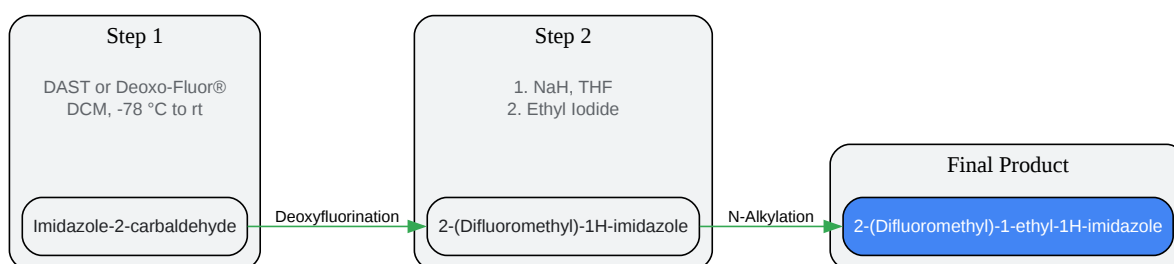 Step 1
DAST or Deoxo-Fluor®
DCM, -78 °C to rt
Imidazole-2-carbaldehyde
Deoxyfluorination
Step 2
1. NaH, THF
2. Ethyl Iodide
2-(Difluoromethyl)-1H-imidazole
N-Alkylation
Final Product
2-(Difluoromethyl)-1-ethyl-1H-imidazole